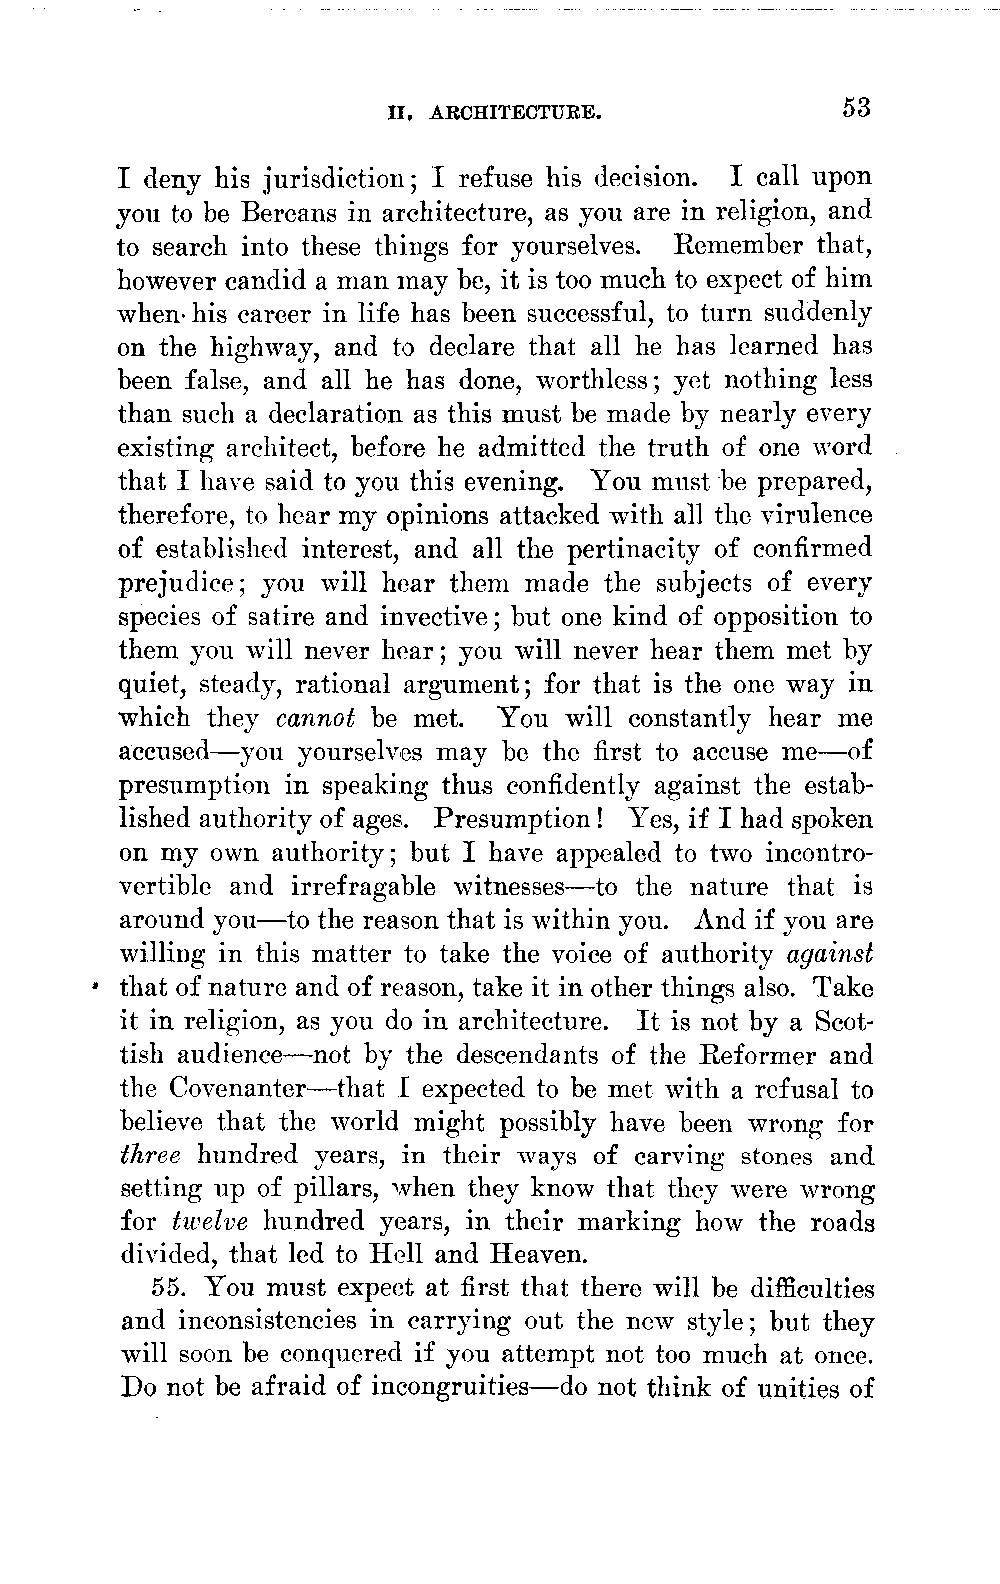 II. ARCHITECTURE. 53
I deny his jurisdiction; I refuse his decision. I call upon
you to be Bereans in architecture, as you are in religion, and
to search into these things for yourselves. Remember that,
however candid a man may be, it is too much to expect of him
when his career in life has been successful, to turn suddenly
on the highway, and to declare that all he has learned has
been false, and all he has done, worthless; yet nothing less
than such a declaration as this must be made by nearly every
existing architect, before he admitted the truth of one word
that I have said to you this evening. You must be prepared,
therefore, to hear my opinions attacked with all the virulence
of established interest, and all the pertinacity of confirmed
prejudice; you will hear them made the subjects of every
species of satire and invective; but one kind of opposition to
them you will never hear; you will never hear them met by
quiet, steady, rational argument; for that is the one way in
which they cannot be met. You will constantly hear me
accused—you yourselves may be the first to accuse me—of
presumption in speaking thus confidently against the estab-
lished authority of ages. Presumption! Yes, if I had spoken
on my own authority; but I have appealed to two incontro-
vertible and irrefragable witnesses—to the nature that is
around you—to the reason that is within you. And if you are
willing in this matter to take the voice of authority against
that of nature and of reason, take it in other things also. Take
it in religion, as you do in architecture. It is not by a Scot-
tish audience—not by the descendants of the Reformer and
the Covenanter—that I expected to be met with a refusal to
believe that the world might possibly have been wrong for
three hundred years, in their ways of carving stones and
setting up of pillars, when they know that they were wrong
for twelve hundred years, in their marking how the roads
divided, that led to Hell and Heaven.
55. You must expect at first that there will be difficulties
and inconsistencies in carrying out the new style; but they
will soon be conquered if you attempt not too much at once.
Do not be afraid of incongruities—do not think of unities of